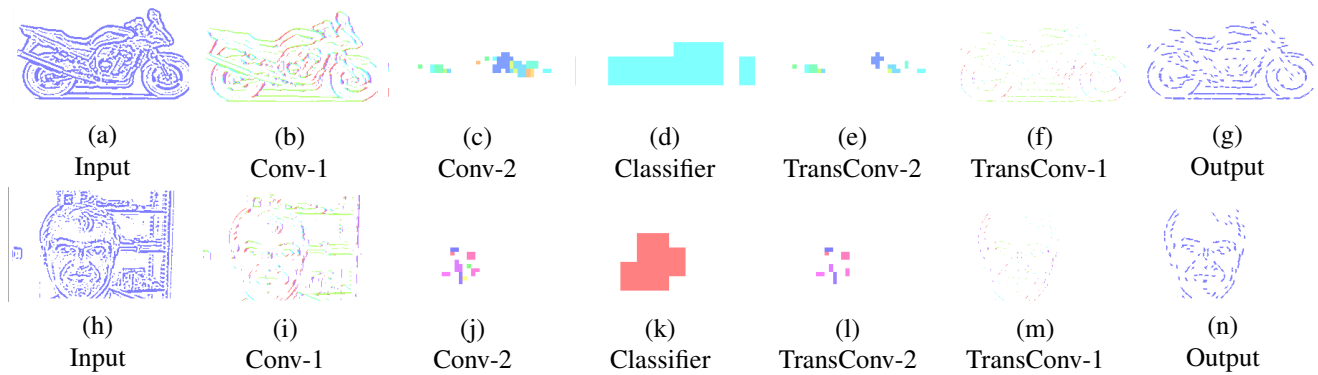 (a) (b) (c) (d) (e) (f) (g)
Input Conv-1 Conv-2 Classifier TransConv-2 TransConv-1 Output
(h) (i) (j) (k) (l) (m) (n)
Input Conv-1 Conv-2 Classifier TransConv-2 TransConv-1 Output